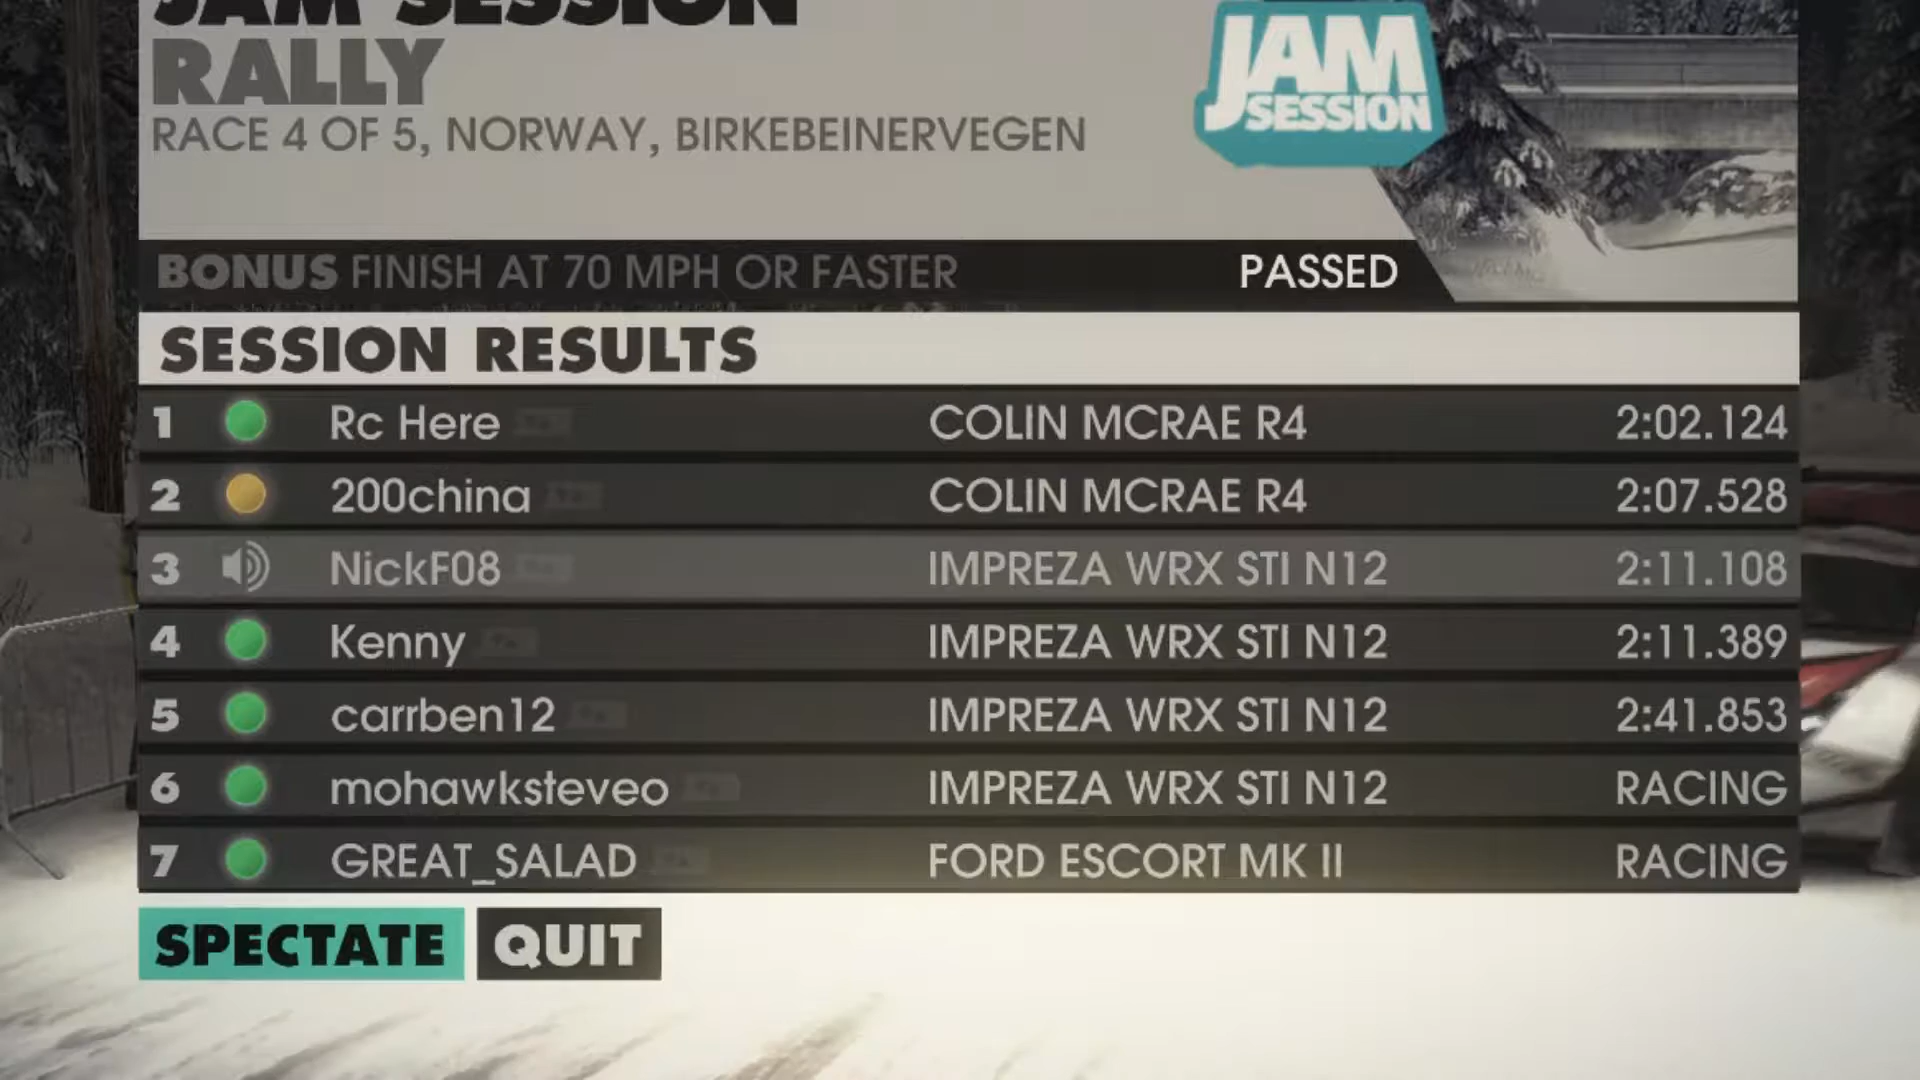 JAM SESSION
RALLY
RACE 4 OF 5, NORWAY, BIRKEBEINERVEGEN
JAM
SESSION
BONUS FINISH AT 70 MPH OR FASTER PASSED
SESSION RESULTS
1 Rc Here COLIN MCRAE R4 2:02.124
2 200china COLIN MCRAE R4 2:07.528
3 NickF08 IMPREZA WRX STI N12 2:11.108
4 Kenny IMPREZA WRX STI N12 2:11.389
5 carrben12 IMPREZA WRX STI N12 2:41.853
6 mohawksteveo IMPREZA WRX STI N12 RACING
7 GREAT_SALAD FORD ESCORT MK II RACING
SPECTATE QUIT